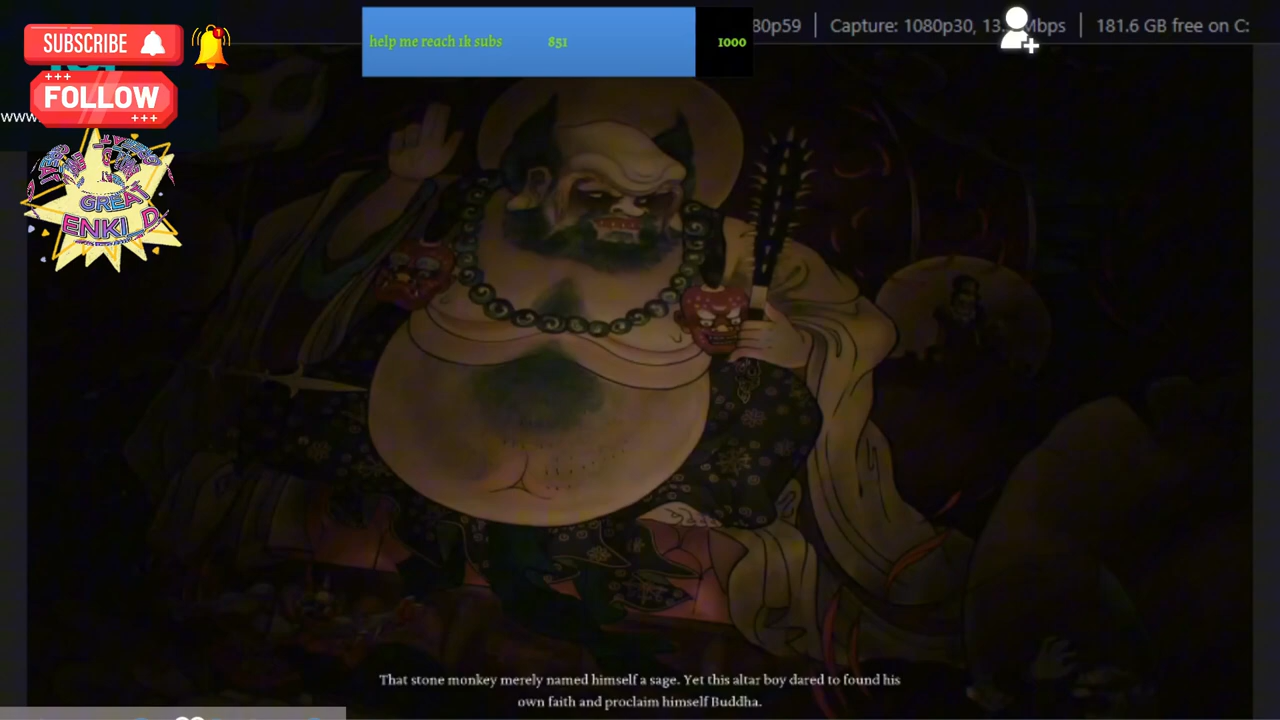 SUBSCRIBE
help me reach 1k subs 851 1000
80p59 | Capture: 1080p30, 13. Mbps | 181.6 GB free on C:
FOLLOW
www
GREAT
ENKI_D
That stone monkey merely named himself a sage. Yet this altar boy dared to found his
own faith and proclaim himself Buddha.